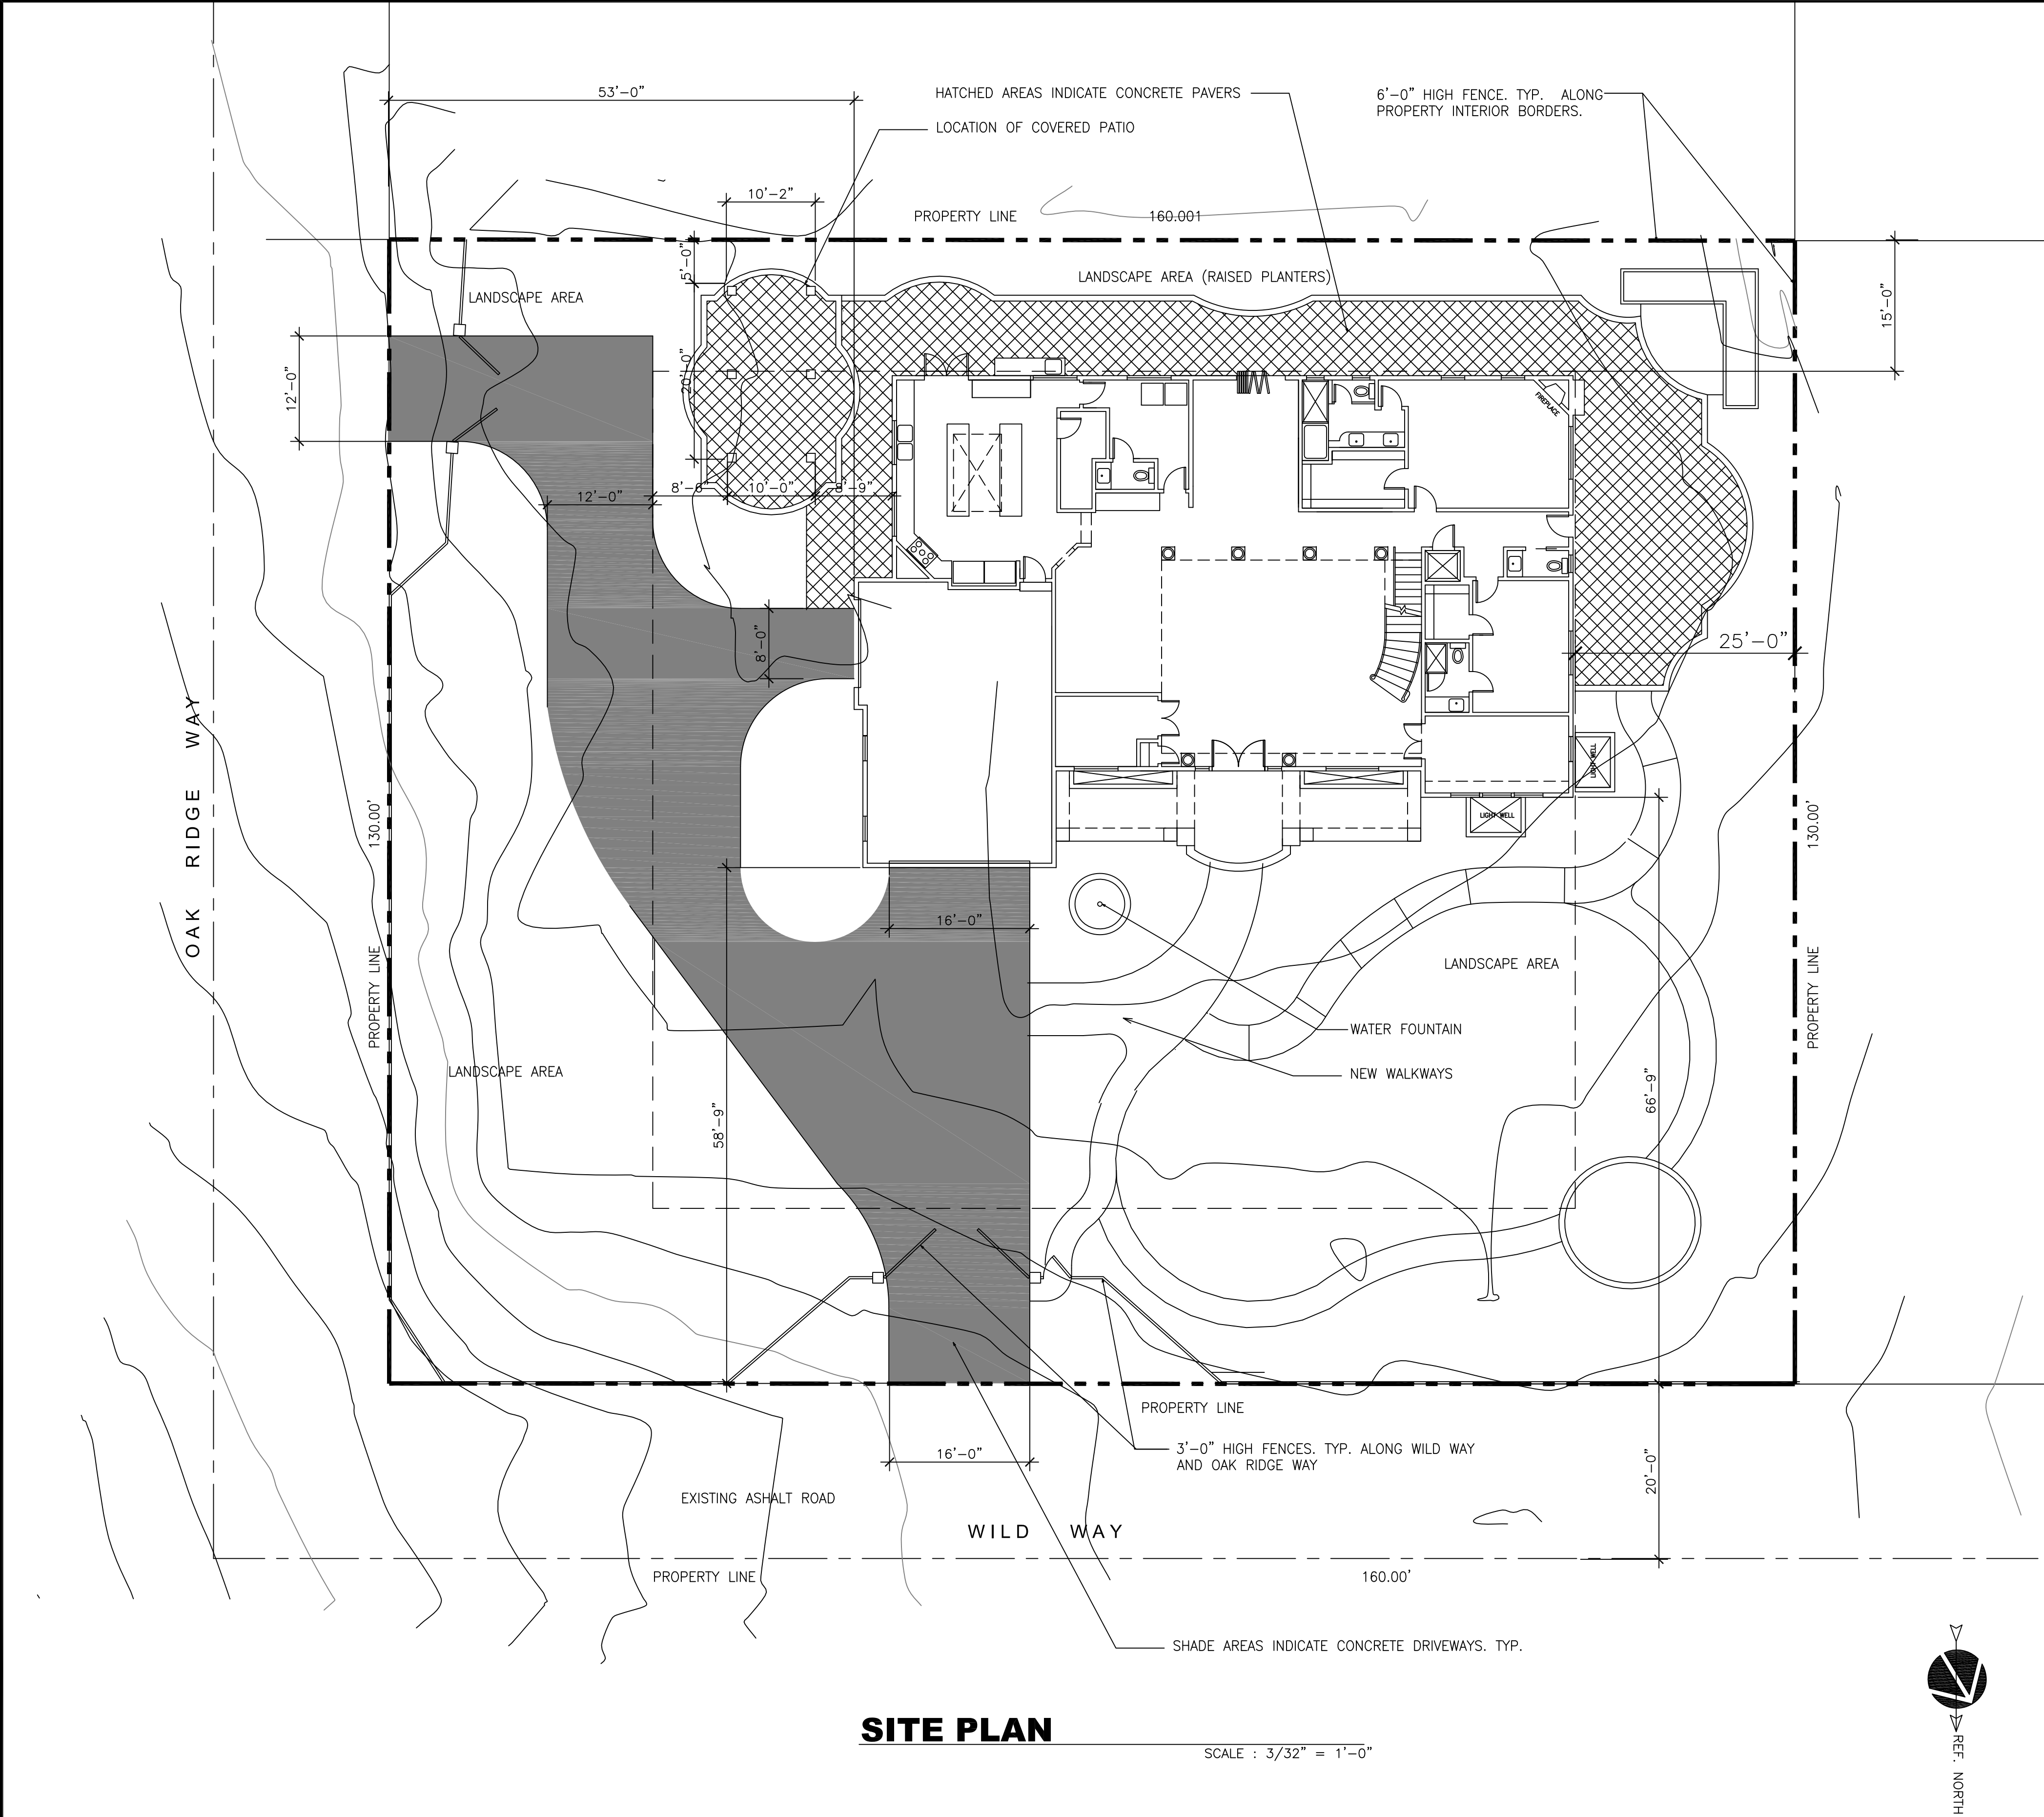 53'-0"
HATCHED AREAS INDICATE CONCRETE PAVERS
6'-0" HIGH FENCE. TYP. ALONG
PROPERTY INTERIOR BORDERS.
LOCATION OF COVERED PATIO
10'-2"
PROPERTY LINE
160.001
5'-0"
LANDSCAPE AREA (RAISED PLANTERS)
LANDSCAPE AREA
15'-0"
12'-0"
20'-0"
FIREPLACE
12'-0"
8'-6"
10'-0"
8'-9"
8'-0"
25'-0"
OAK RIDGE WAY
130.00'
PROPERTY LINE
LIGHT WELL
LIGHT WELL
130.00'
PROPERTY LINE
16'-0"
LANDSCAPE AREA
WATER FOUNTAIN
NEW WALKWAYS
LANDSCAPE AREA
58'-9"
66'-9"
PROPERTY LINE
3'-0" HIGH FENCES. TYP. ALONG WILD WAY
AND OAK RIDGE WAY
16'-0"
20'-0"
EXISTING ASHALT ROAD
WILD WAY
PROPERTY LINE
160.00'
SHADE AREAS INDICATE CONCRETE DRIVEWAYS. TYP.
SITE PLAN
SCALE : 3/32" = 1'-0"
REF. NORTH